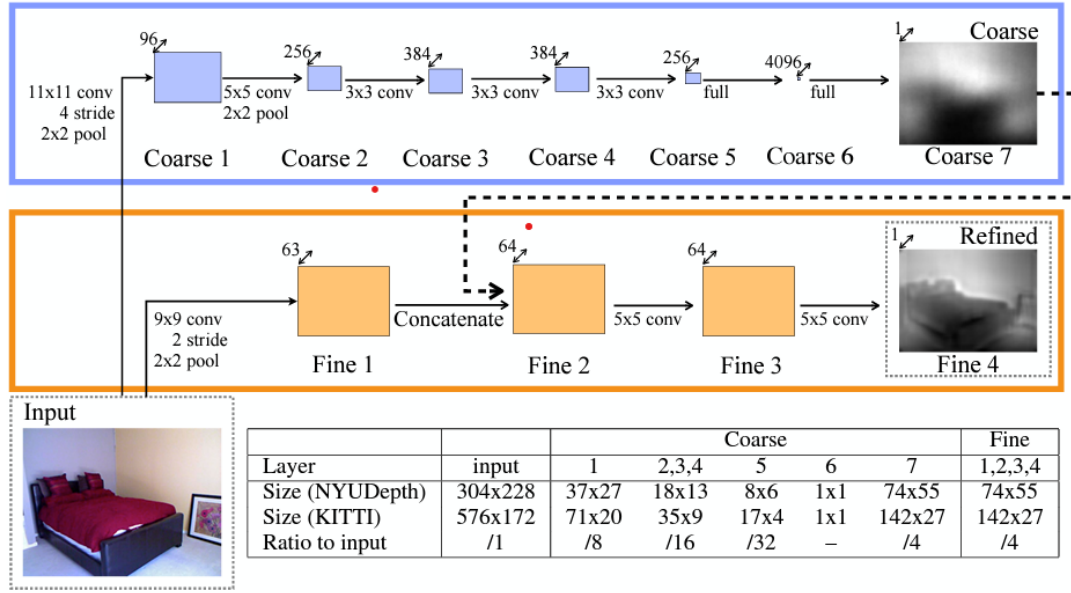 96
256
384
384
256
4096
1
Coarse
11x11 conv
4 stride
2x2 pool
5x5 conv
2x2 pool
3x3 conv
3x3 conv
3x3 conv
full
full
Coarse 1
Coarse 2
Coarse 3
Coarse 4
Coarse 5
Coarse 6
Coarse 7
63
64
64
1
Refined
9x9 conv
2 stride
2x2 pool
Concatenate
5x5 conv
5x5 conv
Fine 1
Fine 2
Fine 3
Fine 4
Input
Coarse Fine
Layer input 1 2,3,4 5 6 7 1,2,3,4
Size (NYUDepth) 304x228 37x27 18x13 8x6 1x1 74x55 74x55
Size (KITTI) 576x172 71x20 35x9 17x4 1x1 142x27 142x27
Ratio to input /1 /8 /16 /32 – /4 /4